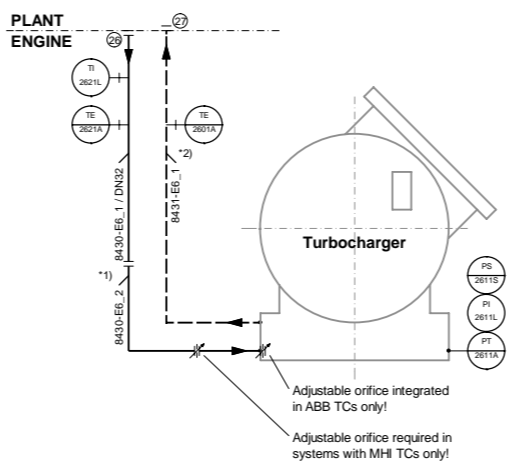 PLANT
ENGINE
26
27
TI
2621L
TE
2621A
TE
2601A
*2)
8430-E6_1 / DN32
8431-E6_1
*1)
8430-E6_2
Turbocharger
PS
2611S
PI
2611L
PT
2611A
Adjustable orifice integrated
in ABB TCs only!
Adjustable orifice required in
systems with MHI TCs only!